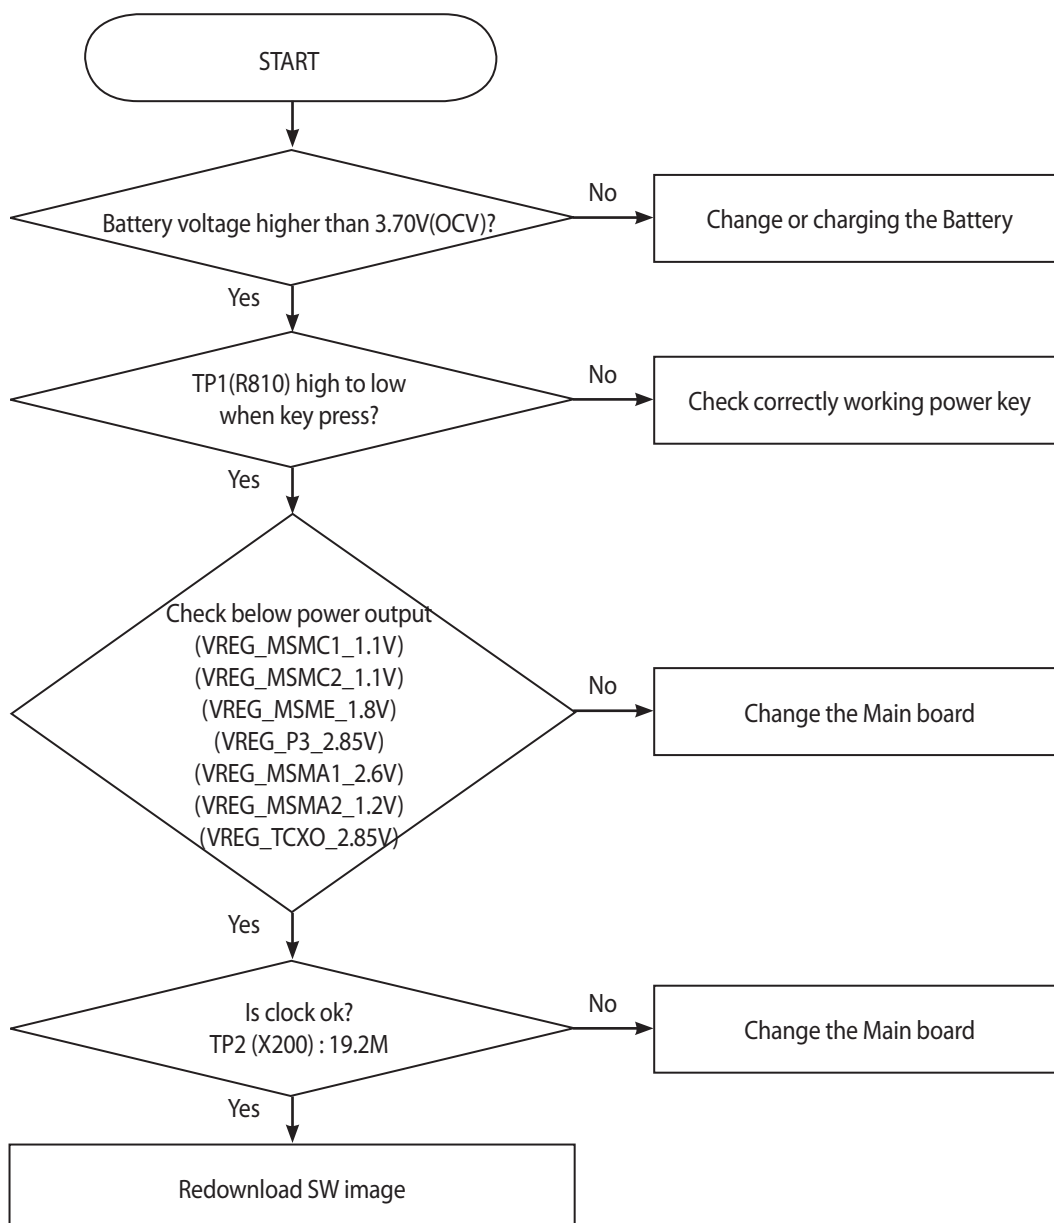 START
Battery voltage higher than 3.70V(OCV)?
No
Change or charging the Battery
Yes
TP1(R810) high to low
when key press?
No
Check correctly working power key
Yes
Check below power output
(VREG_MSMC1_1.1V)
(VREG_MSMC2_1.1V)
(VREG_MSME_1.8V)
(VREG_P3_2.85V)
(VREG_MSMA1_2.6V)
(VREG_MSMA2_1.2V)
(VREG_TCXO_2.85V)
No
Change the Main board
Yes
Is clock ok?
TP2 (X200) : 19.2M
No
Change the Main board
Yes
Redownload SW image